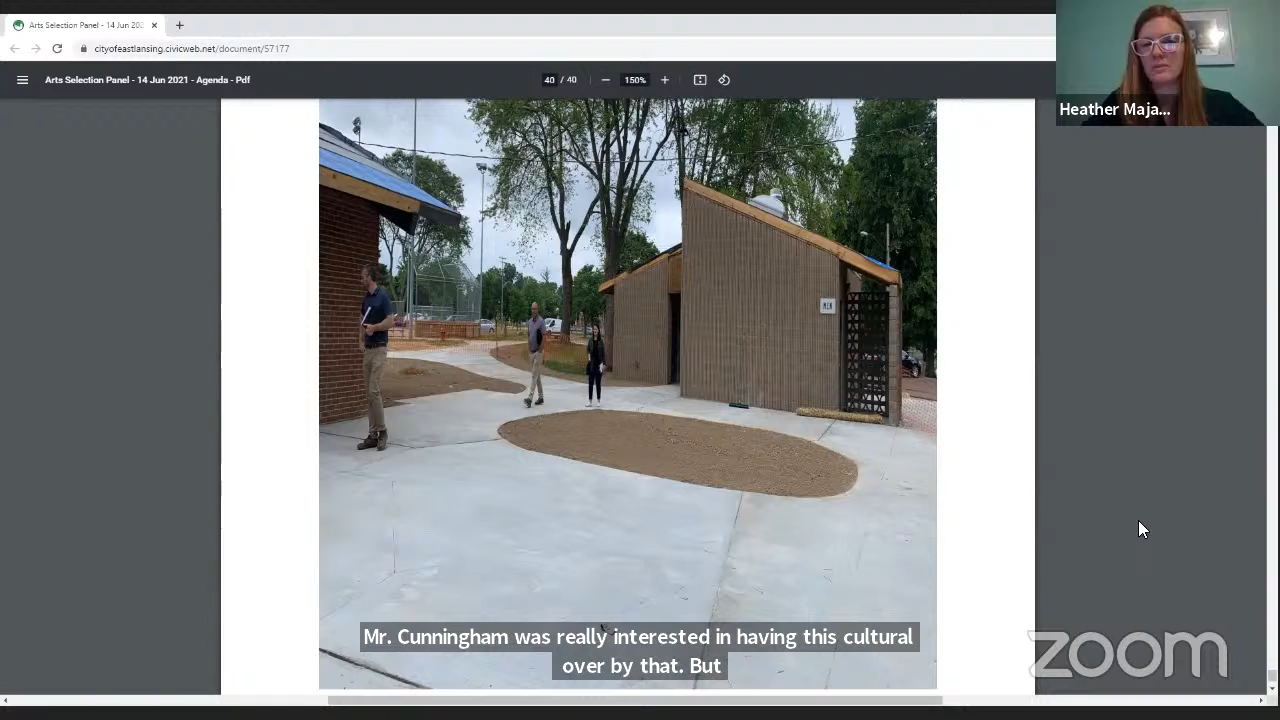 Arts Selection Panel - 14 Jun 202
cityofeastlansing.civicweb.net/document/57177
Arts Selection Panel - 14 Jun 2021 - Agenda - Pdf
40 / 40
150%
Heather Maja...
MEN
Mr. Cunningham was really interested in having this cultural
over by that. But
zoom